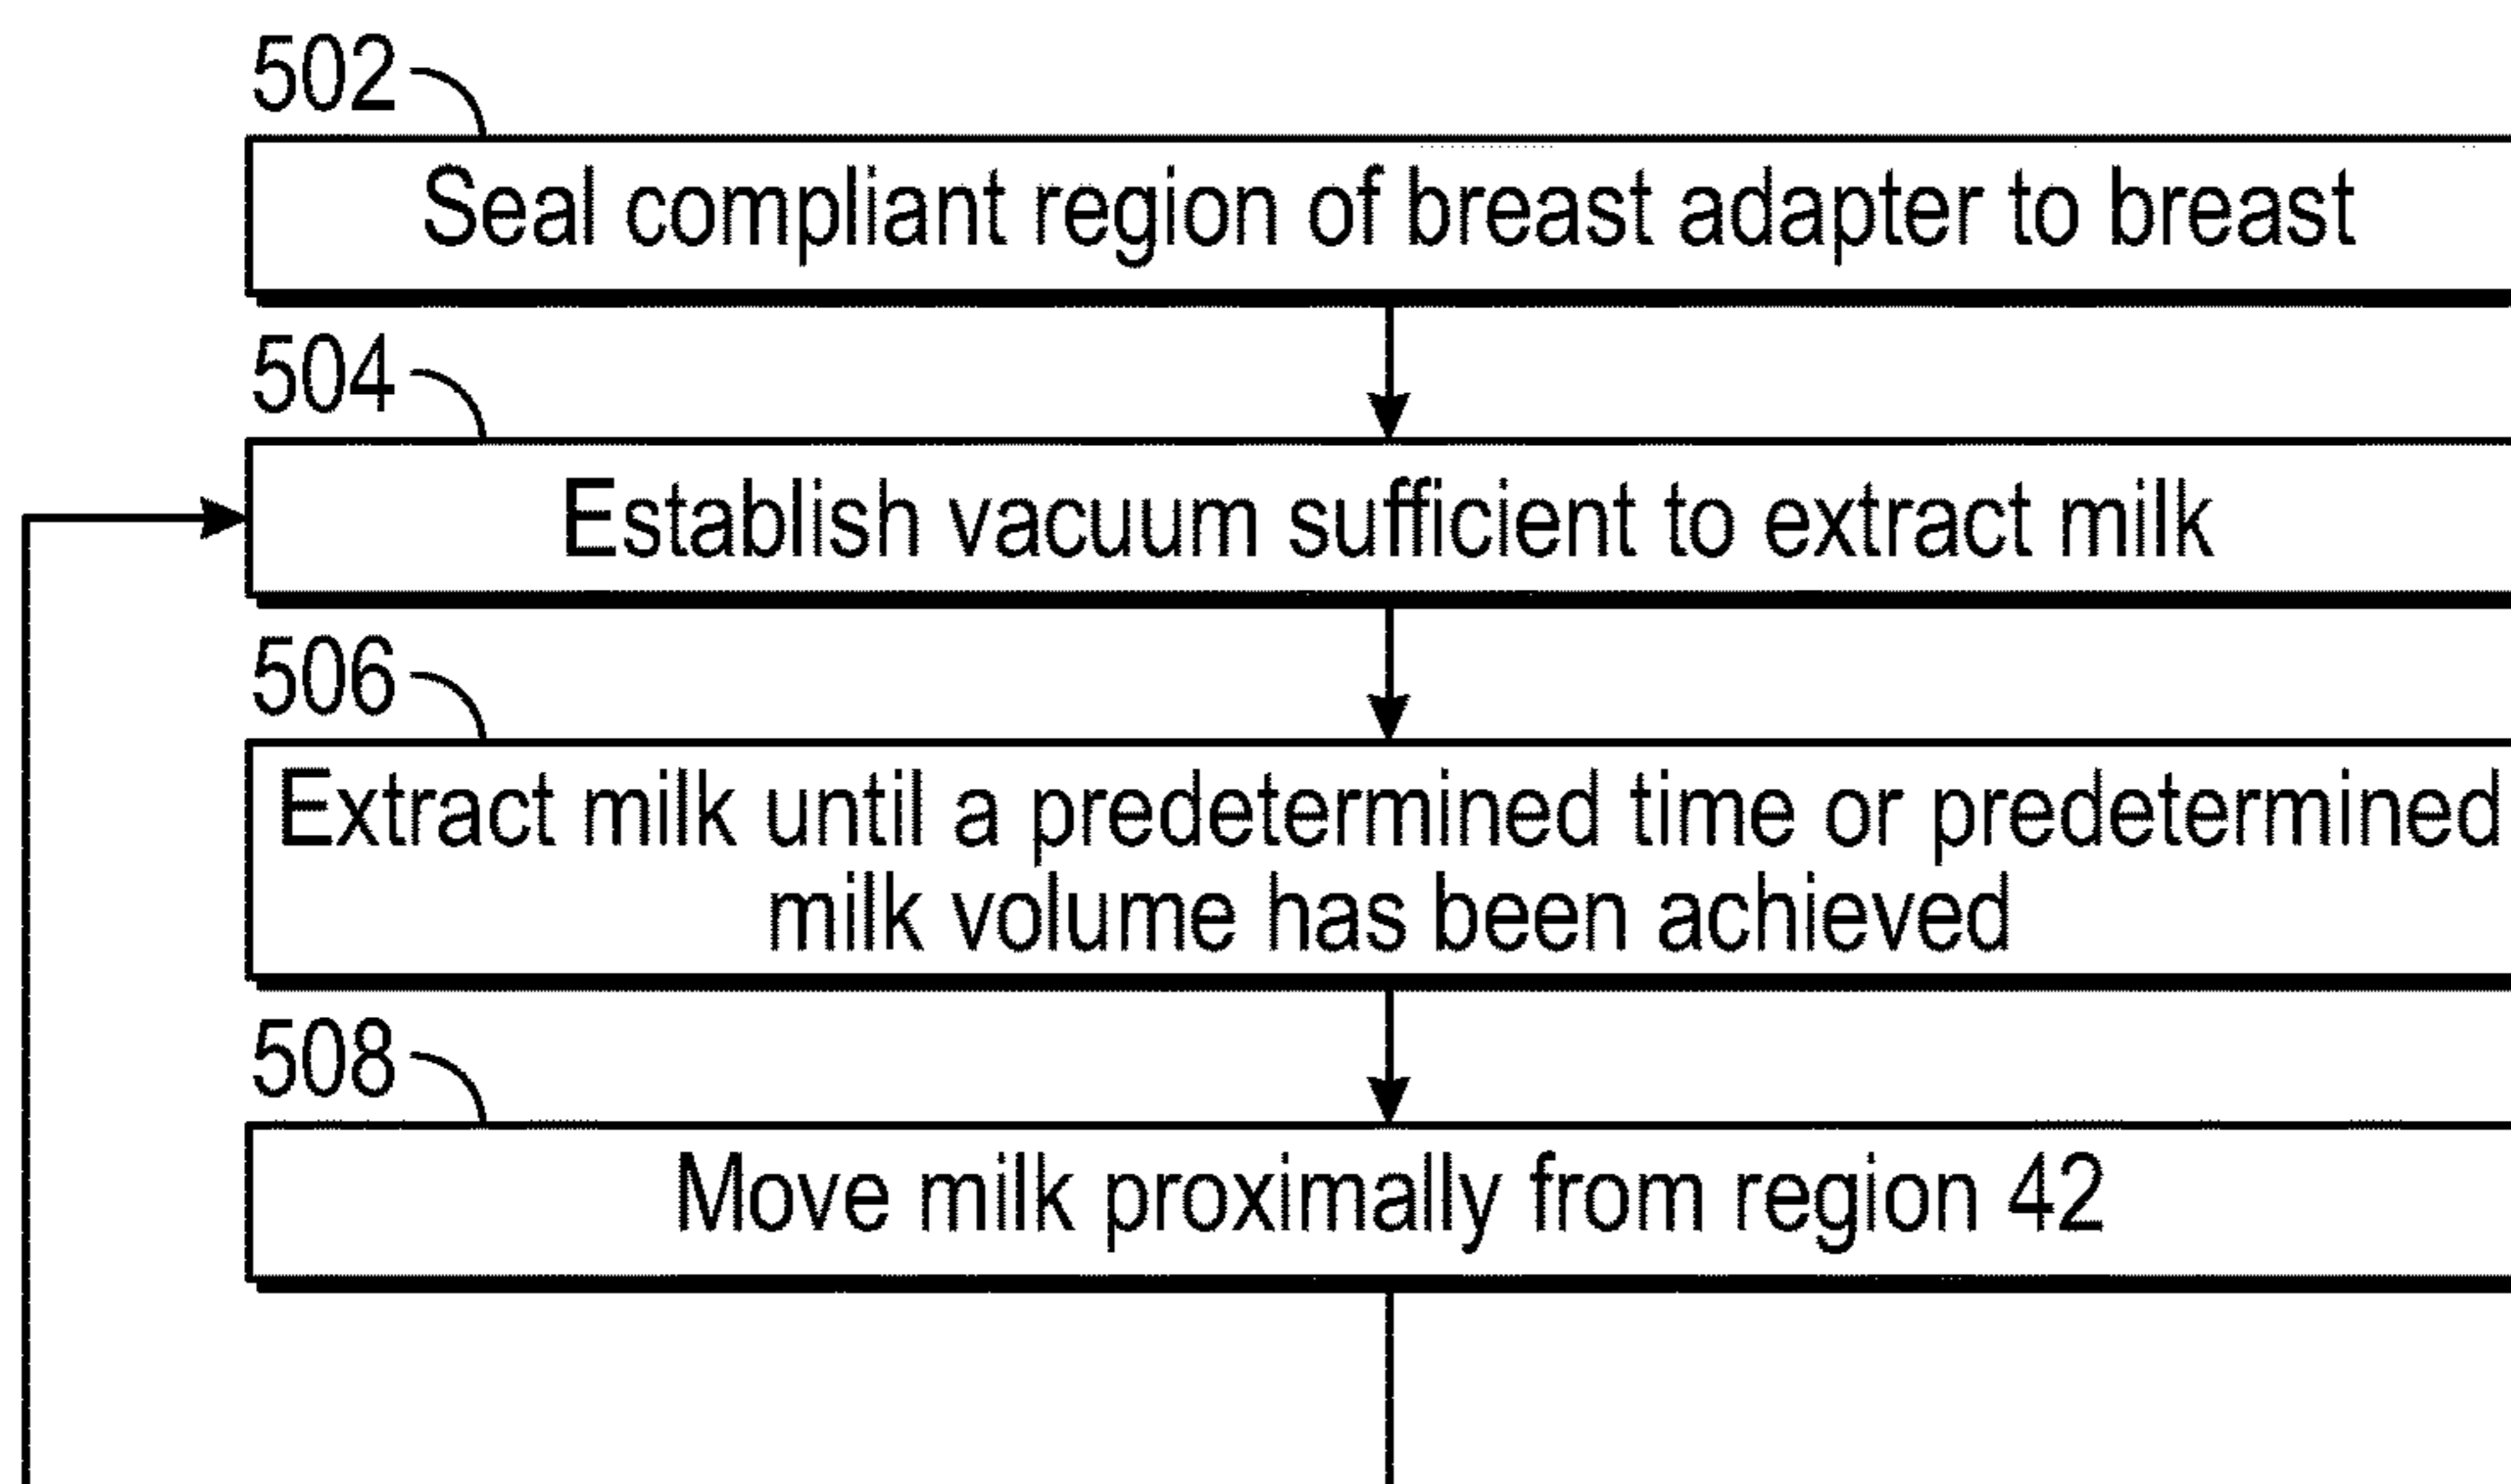 502
Seal compliant region of breast adapter to breast
504
Establish vacuum sufficient to extract milk
506
Extract milk until a predetermined time or predetermined
milk volume has been achieved
508
Move milk proximally from region 42